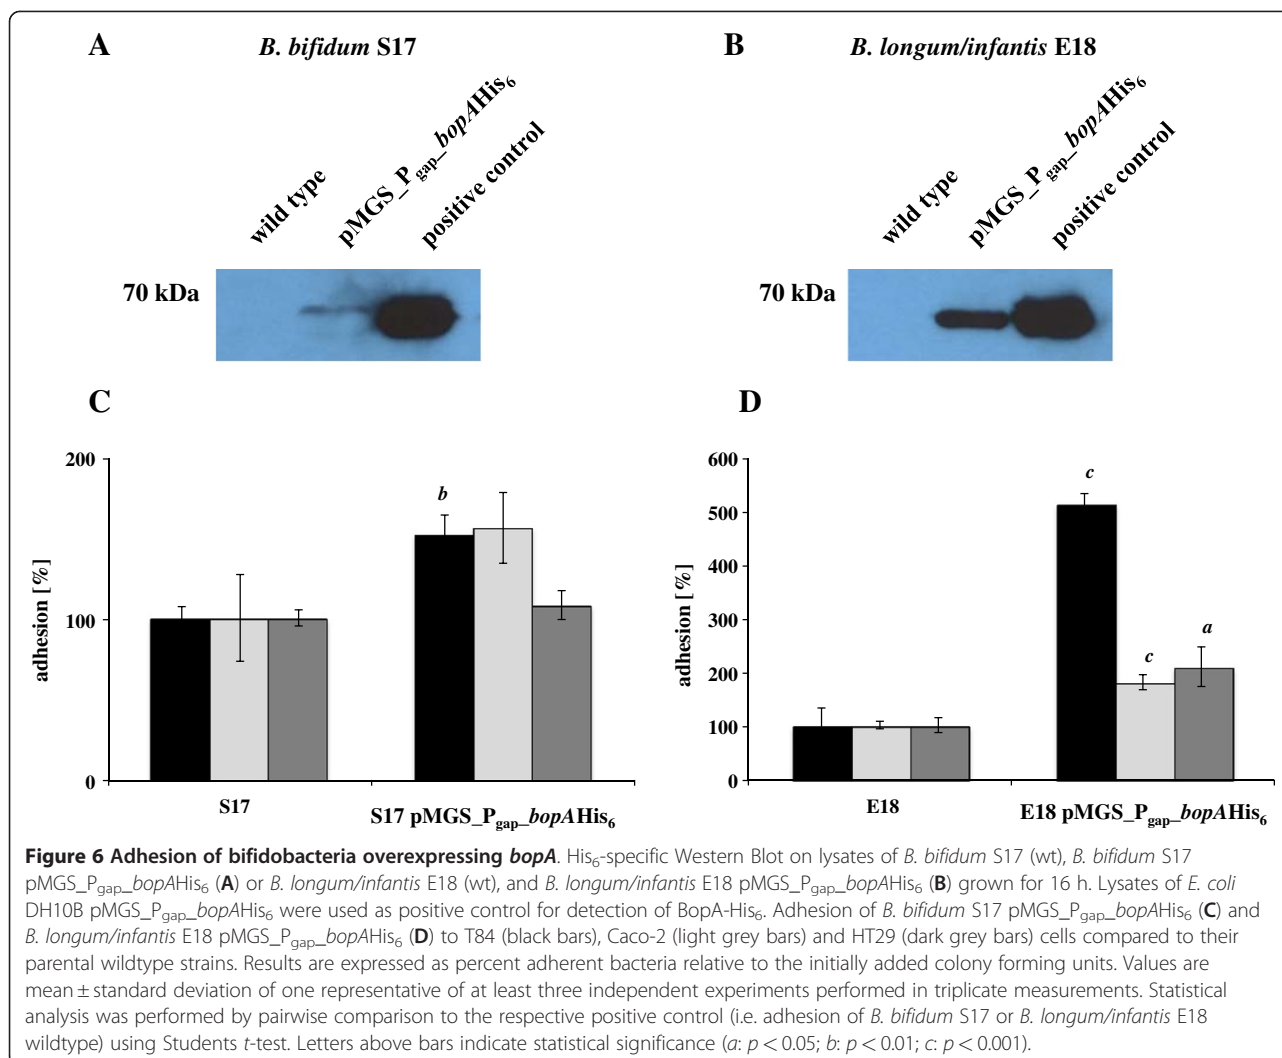 A
B. bifidum S17
wild type
pMGS_Pgap_bopAHis6
positive control
70 kDa
B
B. longum/infantis E18
wild type
pMGS_Pgap_bopAHis6
positive control
70 kDa
C
adhesion [%]
200
100
0
b
S17
S17 pMGS_Pgap_bopAHis6
D
adhesion [%]
600
500
400
300
200
100
0
c
c
a
E18
E18 pMGS_Pgap_bopAHis6
Figure 6 Adhesion of bifidobacteria overexpressing bopA. His6-specific Western Blot on lysates of B. bifidum S17 (wt), B. bifidum S17
pMGS_Pgap_bopAHis6 (A) or B. longum/infantis E18 (wt), and B. longum/infantis E18 pMGS_Pgap_bopAHis6 (B) grown for 16 h. Lysates of E. coli
DH10B pMGS_Pgap_bopAHis6 were used as positive control for detection of BopA-His6. Adhesion of B. bifidum S17 pMGS_Pgap_bopAHis6 (C) and
B. longum/infantis E18 pMGS_Pgap_bopAHis6 (D) to T84 (black bars), Caco-2 (light grey bars) and HT29 (dark grey bars) cells compared to their
parental wildtype strains. Results are expressed as percent adherent bacteria relative to the initially added colony forming units. Values are
mean ± standard deviation of one representative of at least three independent experiments performed in triplicate measurements. Statistical
analysis was performed by pairwise comparison to the respective positive control (i.e. adhesion of B. bifidum S17 or B. longum/infantis E18
wildtype) using Students t-test. Letters above bars indicate statistical significance (a: p < 0.05; b: p < 0.01; c: p < 0.001).